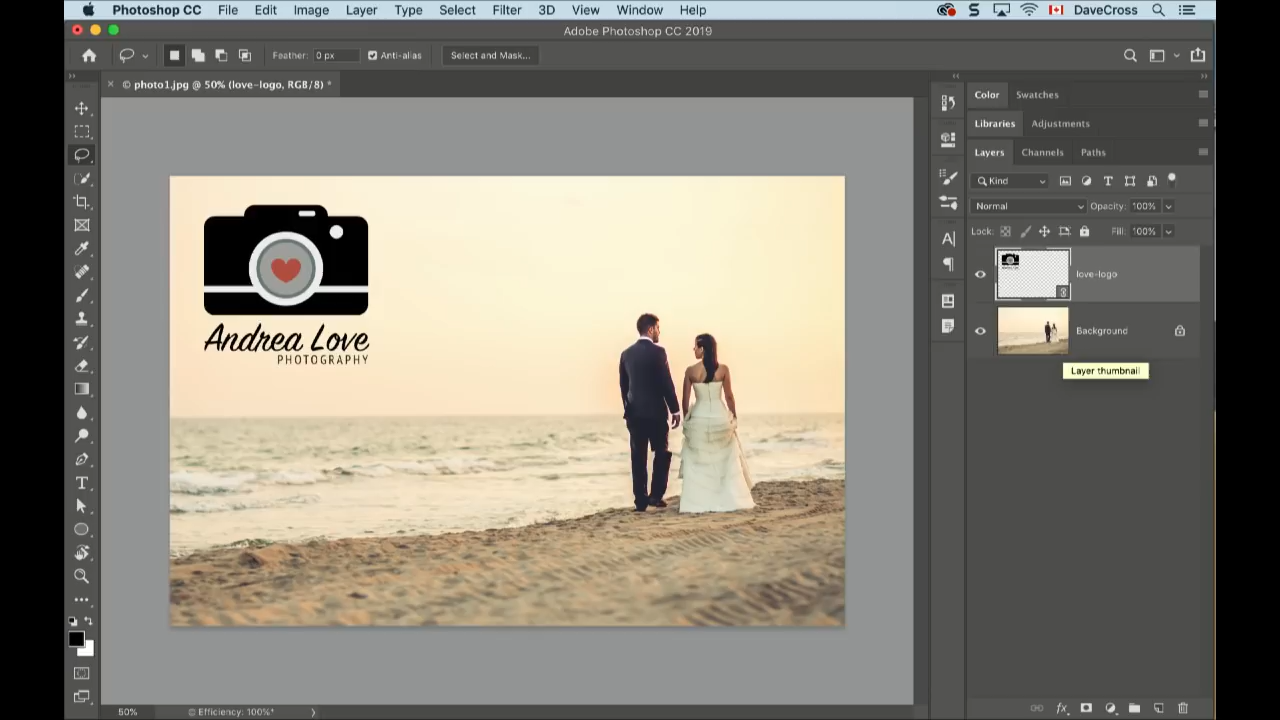 Photoshop CC File Edit Image Layer Type Select Filter 3D View Window Help DaveCross
Adobe Photoshop CC 2019
Feather: 0 px Anti-alias Select and Mask...
© photo1.jpg @ 50% (love-logo, RGB/8) *
Color Swatches
Libraries Adjustments
Layers Channels Paths
Kind
Normal Opacity: 100%
Lock: Fill: 100%
love-logo
Background
Layer thumbnail
Andrea Love
PHOTOGRAPHY
50% © Efficiency: 100%*